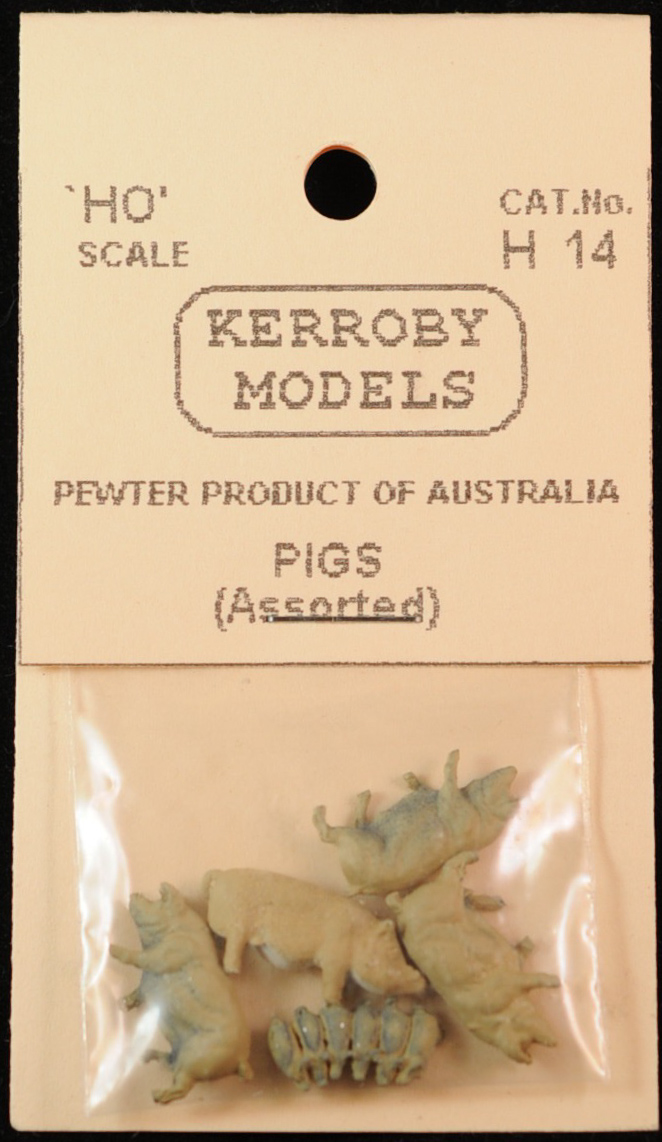 `HO'
SCALE
CAT.No.
H 14
KERROBY
MODELS
PEWTER PRODUCT OF AUSTRALIA
PIGS
(Assorted)